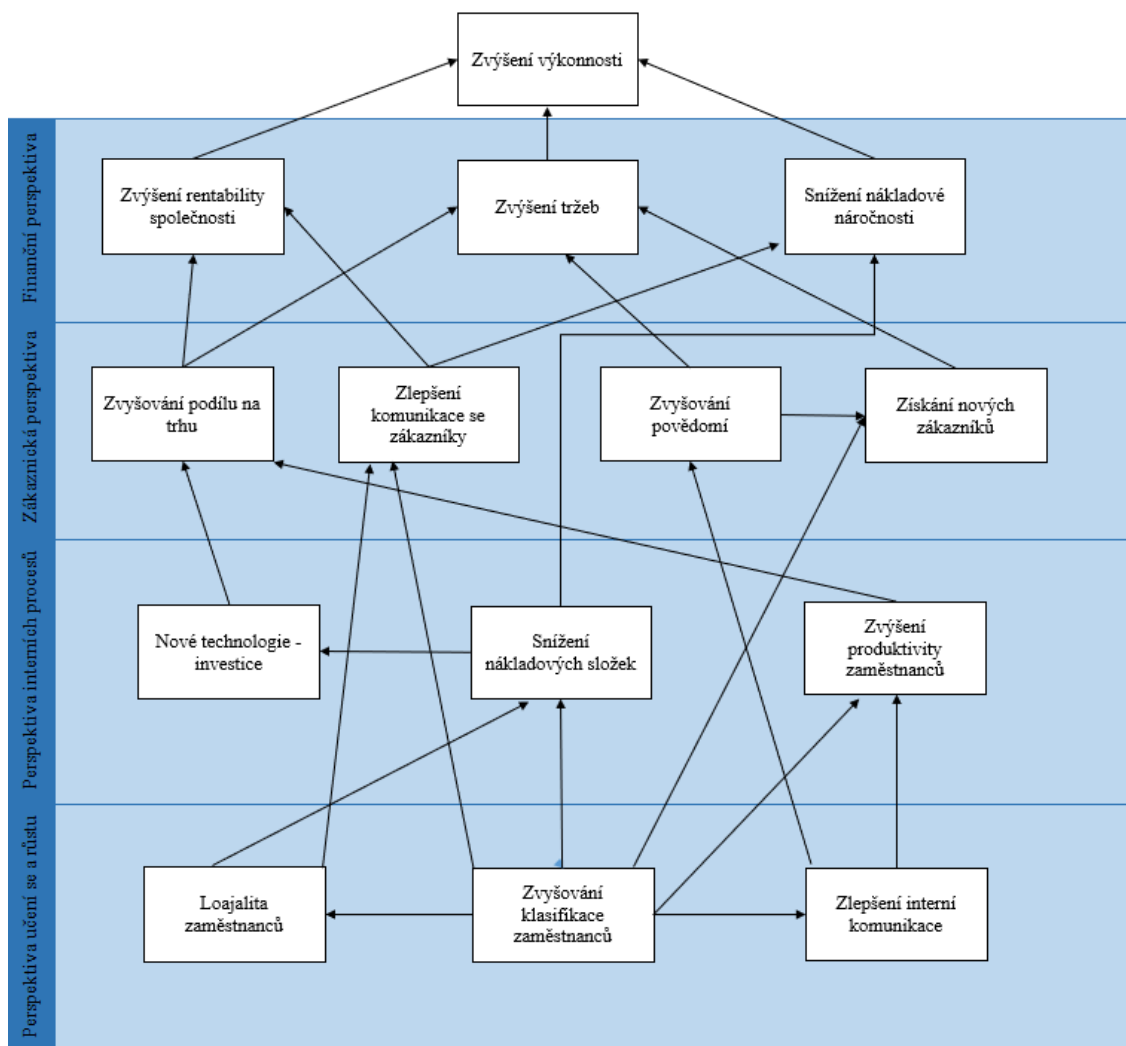 Zvýšení výkonnosti
Finanční perspektiva
Zvýšení rentability
společnosti
Zvýšení tržeb
Snížení nákladové
náročnosti
Zákaznická perspektiva
Zvyšování podílu na
trhu
Zlepšení
komunikace se
zákazníky
Zvyšování
povědomí
Získání nových
zákazníků
Perspektiva interních procesů
Nové technologie -
investice
Snížení
nákladových složek
Zvýšení
produktivity
zaměstnanců
Perspektiva učení se a růstu
Loajalita
zaměstnanců
Zvyšování
klasifikace
zaměstnanců
Zlepšení interní
komunikace